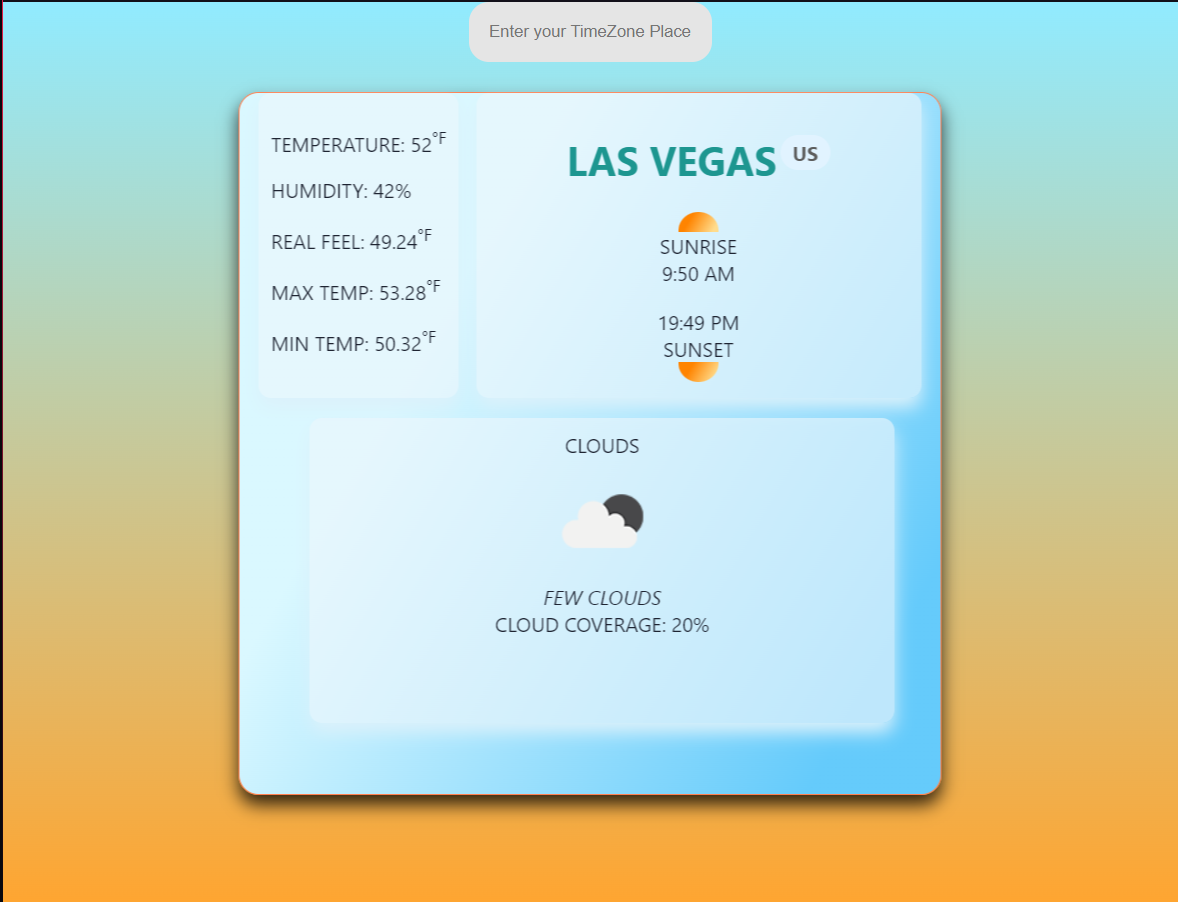 Enter your TimeZone Place
TEMPERATURE: 52°F
HUMIDITY: 42%
REAL FEEL: 49.24°F
MAX TEMP: 53.28°F
MIN TEMP: 50.32°F
LAS VEGAS US
SUNRISE
9:50 AM
19:49 PM
SUNSET
CLOUDS
FEW CLOUDS
CLOUD COVERAGE: 20%